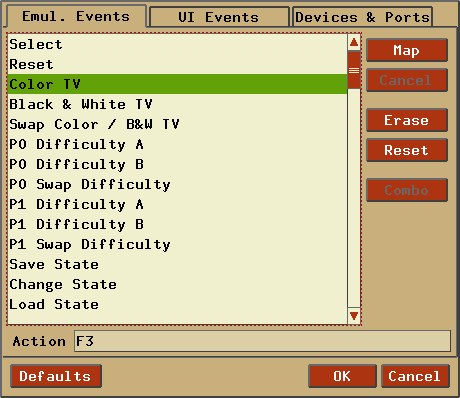 Emul. Events UI Events Devices & Ports
Select
Reset
Color TV
Black & White TV
Swap Color / B&W TV
P0 Difficulty A
P0 Difficulty B
P0 Swap Difficulty
P1 Difficulty A
P1 Difficulty B
P1 Swap Difficulty
Save State
Change State
Load State
Map
Cancel
Erase
Reset
Combo
Action F3
Defaults OK Cancel